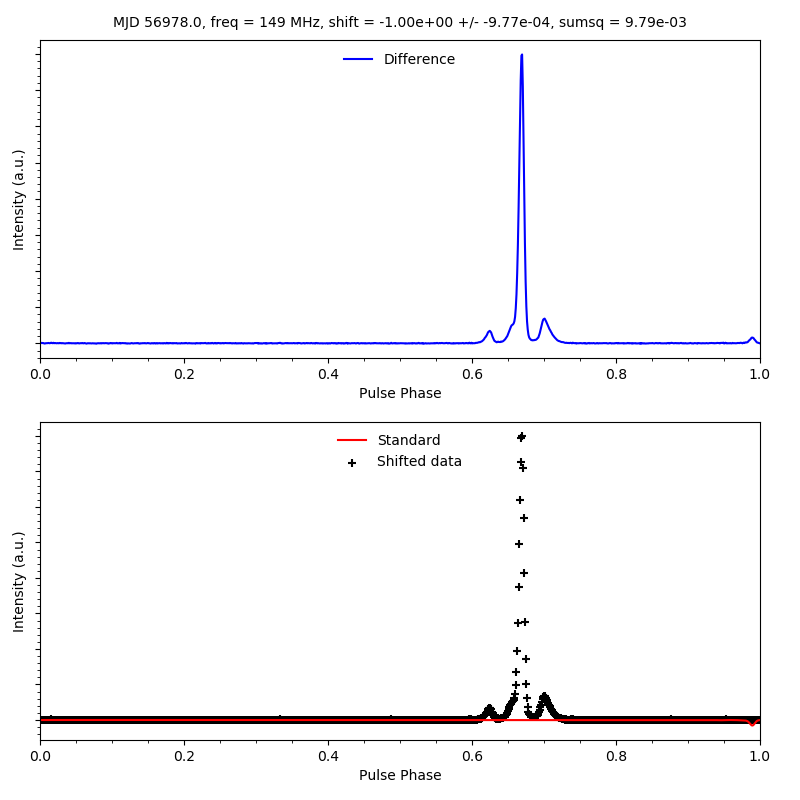 MJD 56978.0, freq = 149 MHz, shift = -1.00e+00 +/- -9.77e-04, sumsq = 9.79e-03
Difference
Intensity (a.u.)
0.0 0.2 0.4 0.6 0.8 1.0
Pulse Phase
Standard
Shifted data
Intensity (a.u.)
0.0 0.2 0.4 0.6 0.8 1.0
Pulse Phase